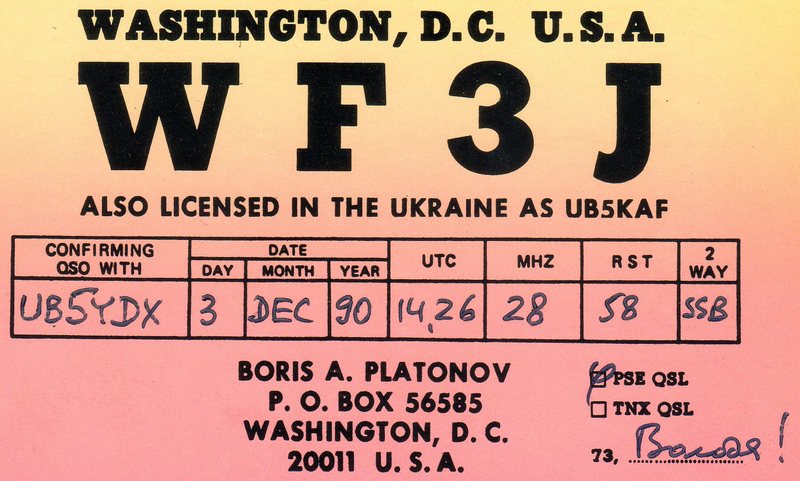 WASHINGTON, D.C. U.S.A.
WF3J
ALSO LICENSED IN THE UKRAINE AS UB5KAF
CONFIRMING QSO WITH DATE DAY MONTH YEAR UTC MHZ RST 2 WAY
UB5YDX 3 DEC 90 14,26 28 58 SSB
BORIS A. PLATONOV
P. O. BOX 56585
WASHINGTON, D. C.
20011 U. S. A.
PSE QSL
TNX QSL
73, Володя!